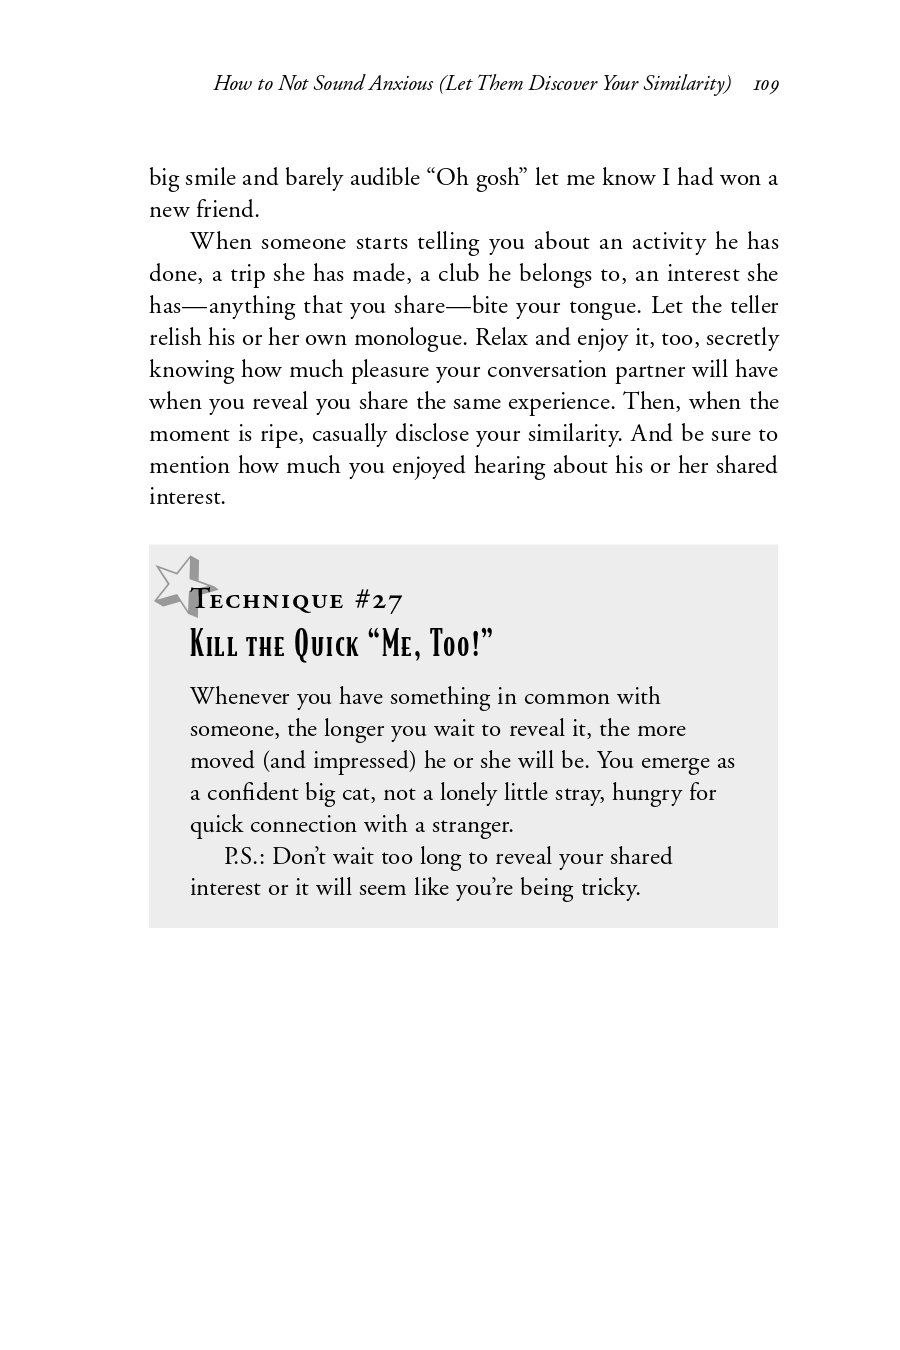 How to Not Sound Anxious (Let Them Discover Your Similarity) 109
big smile and barely audible “Oh gosh” let me know I had won a
new friend.
When someone starts telling you about an activity he has
done, a trip she has made, a club he belongs to, an interest she
has—anything that you share—bite your tongue. Let the teller
relish his or her own monologue. Relax and enjoy it, too, secretly
knowing how much pleasure your conversation partner will have
when you reveal you share the same experience. Then, when the
moment is ripe, casually disclose your similarity. And be sure to
mention how much you enjoyed hearing about his or her shared
interest.
Technique #27
Kill the Quick “Me, Too!”
Whenever you have something in common with
someone, the longer you wait to reveal it, the more
moved (and impressed) he or she will be. You emerge as
a confident big cat, not a lonely little stray, hungry for
quick connection with a stranger.
P.S.: Don’t wait too long to reveal your shared
interest or it will seem like you’re being tricky.